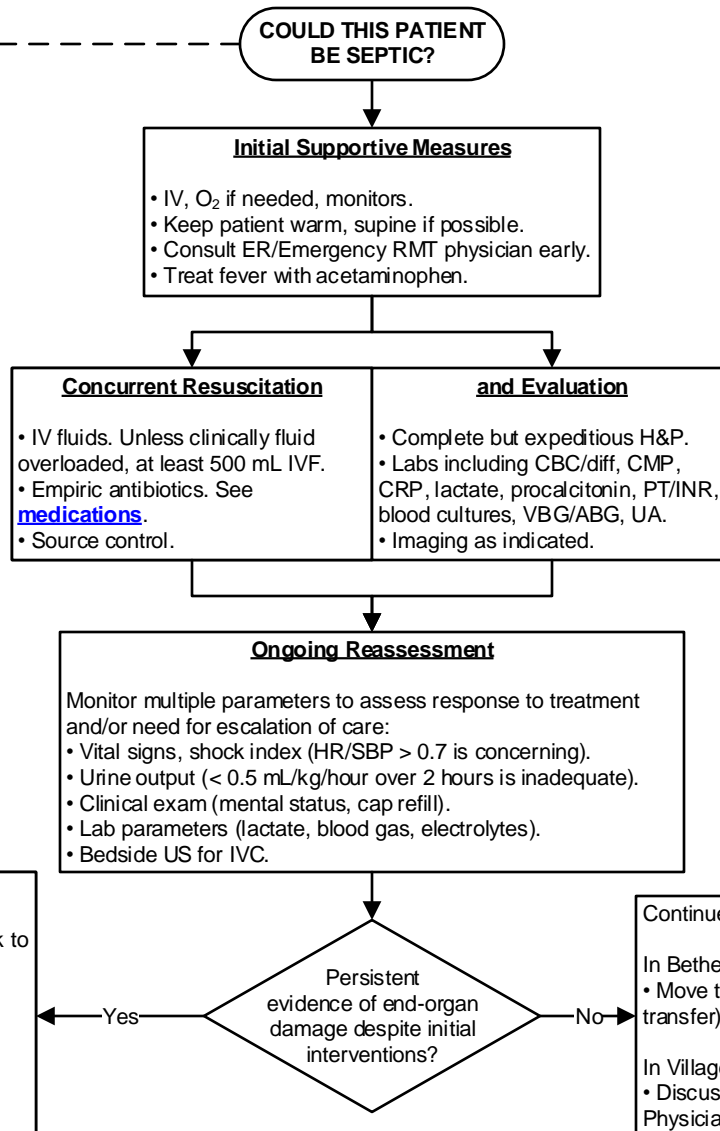 COULD THIS PATIENT
BE SEPTIC?
Initial Supportive Measures
• IV, O₂ if needed, monitors.
• Keep patient warm, supine if possible.
• Consult ER/Emergency RMT physician early.
• Treat fever with acetaminophen.
Concurrent Resuscitation
• IV fluids. Unless clinically fluid
overloaded, at least 500 mL IVF.
• Empiric antibiotics. See
medications.
• Source control.
and Evaluation
• Complete but expeditious H&P.
• Labs including CBC/diff, CMP,
CRP, lactate, procalcitonin, PT/INR,
blood cultures, VBG/ABG, UA.
• Imaging as indicated.
Ongoing Reassessment
Monitor multiple parameters to assess response to treatment
and/or need for escalation of care:
• Vital signs, shock index (HR/SBP > 0.7 is concerning).
• Urine output (< 0.5 mL/kg/hour over 2 hours is inadequate).
• Clinical exam (mental status, cap refill).
• Lab parameters (lactate, blood gas, electrolytes).
• Bedside US for IVC.
Persistent
evidence of end-organ
damage despite initial
interventions?
Yes
No
to
In
• Move
transfer)
In
•